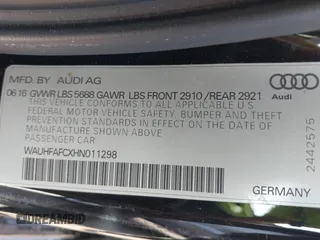 MFD. BY AUDI AG
06 16 GVWR LBS 5688 GAWR LBS FRONT 2910 /REAR 2921
THIS VEHICLE CONFORMS TO ALL APPLICABLE U.S.
FEDERAL MOTOR VEHICLE SAFETY, BUMPER, AND
THEFT PREVENTION STANDARDS IN EFFECT ON THE
DATE OF MANUFACTURE SHOWN ABOVE
PASSENGER CAR
WAUHFAFCXHN011298
GERMANY
Audi
2442575
DREAMBID